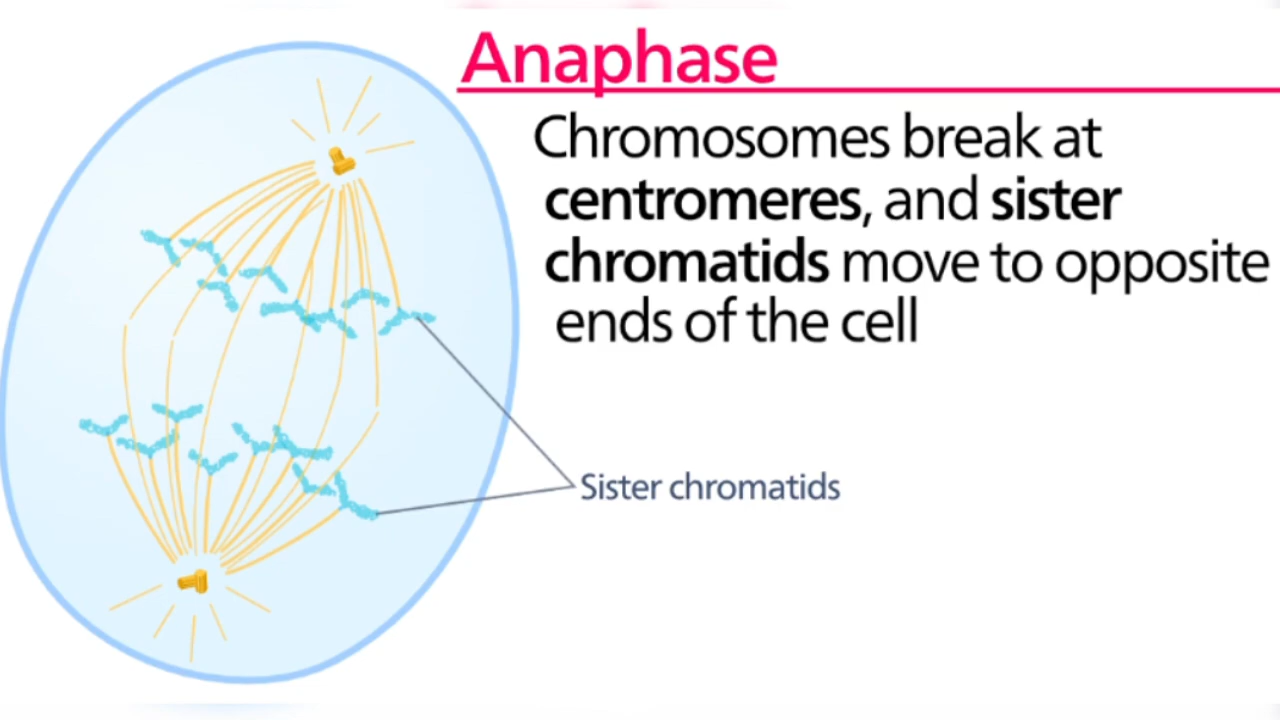 Anaphase
Chromosomes break at
centromeres, and sister
chromatids move to opposite
ends of the cell
Sister chromatids